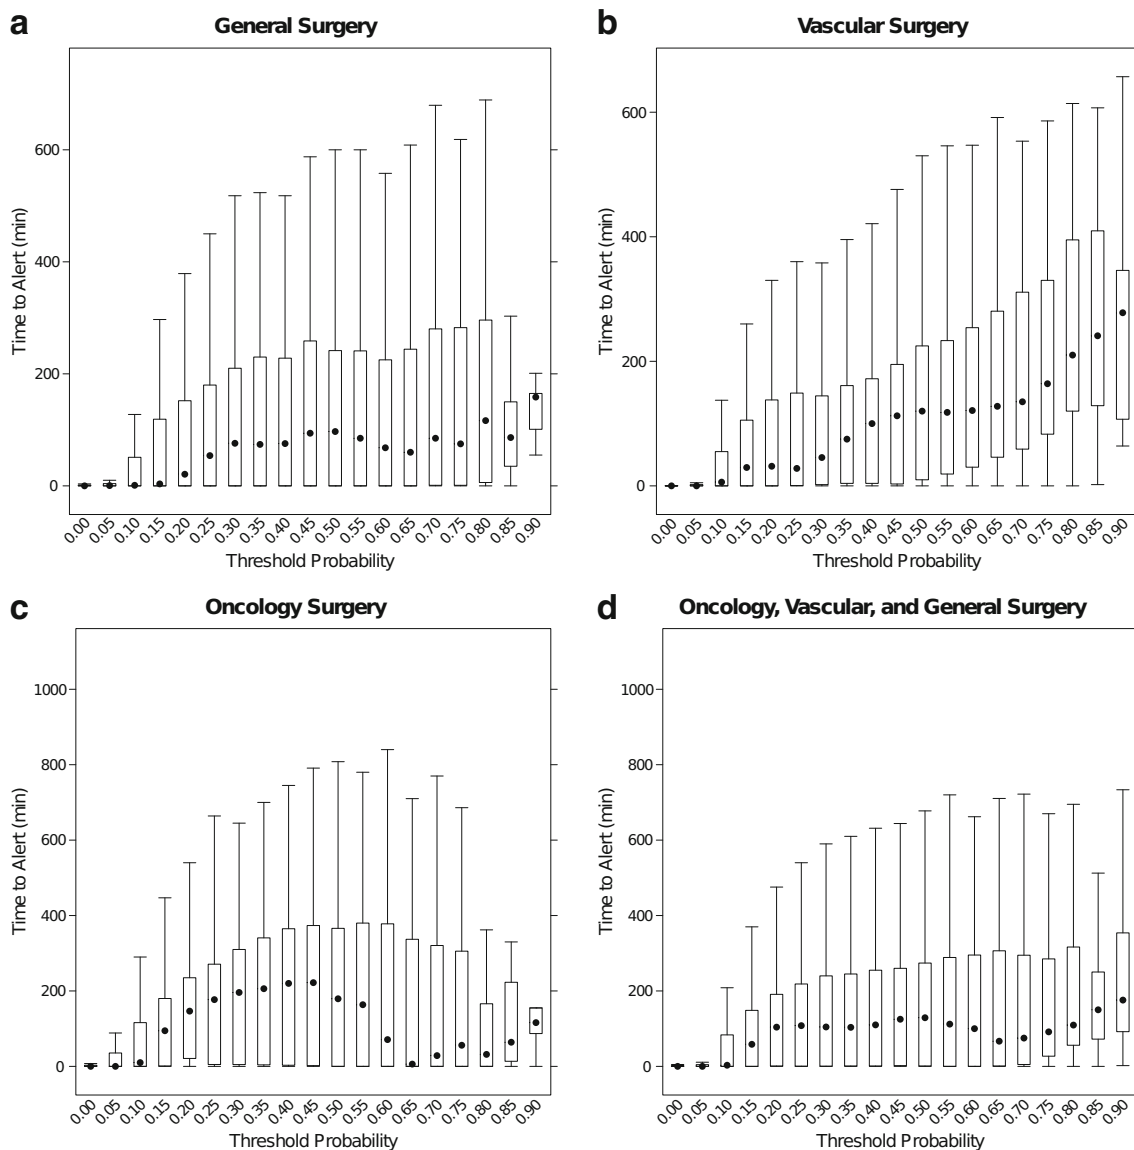 a General Surgery
Time to Alert (min)
600
400
200
0
0.00 0.05 0.10 0.15 0.20 0.25 0.30 0.35 0.40 0.45 0.50 0.55 0.60 0.65 0.70 0.75 0.80 0.85 0.90
Threshold Probability
b Vascular Surgery
Time to Alert (min)
600
400
200
0
0.00 0.05 0.10 0.15 0.20 0.25 0.30 0.35 0.40 0.45 0.50 0.55 0.60 0.65 0.70 0.75 0.80 0.85 0.90
Threshold Probability
c Oncology Surgery
Time to Alert (min)
1000
800
600
400
200
0
0.00 0.05 0.10 0.15 0.20 0.25 0.30 0.35 0.40 0.45 0.50 0.55 0.60 0.65 0.70 0.75 0.80 0.85 0.90
Threshold Probability
d Oncology, Vascular, and General Surgery
Time to Alert (min)
1000
800
600
400
200
0
0.00 0.05 0.10 0.15 0.20 0.25 0.30 0.35 0.40 0.45 0.50 0.55 0.60 0.65 0.70 0.75 0.80 0.85 0.90
Threshold Probability